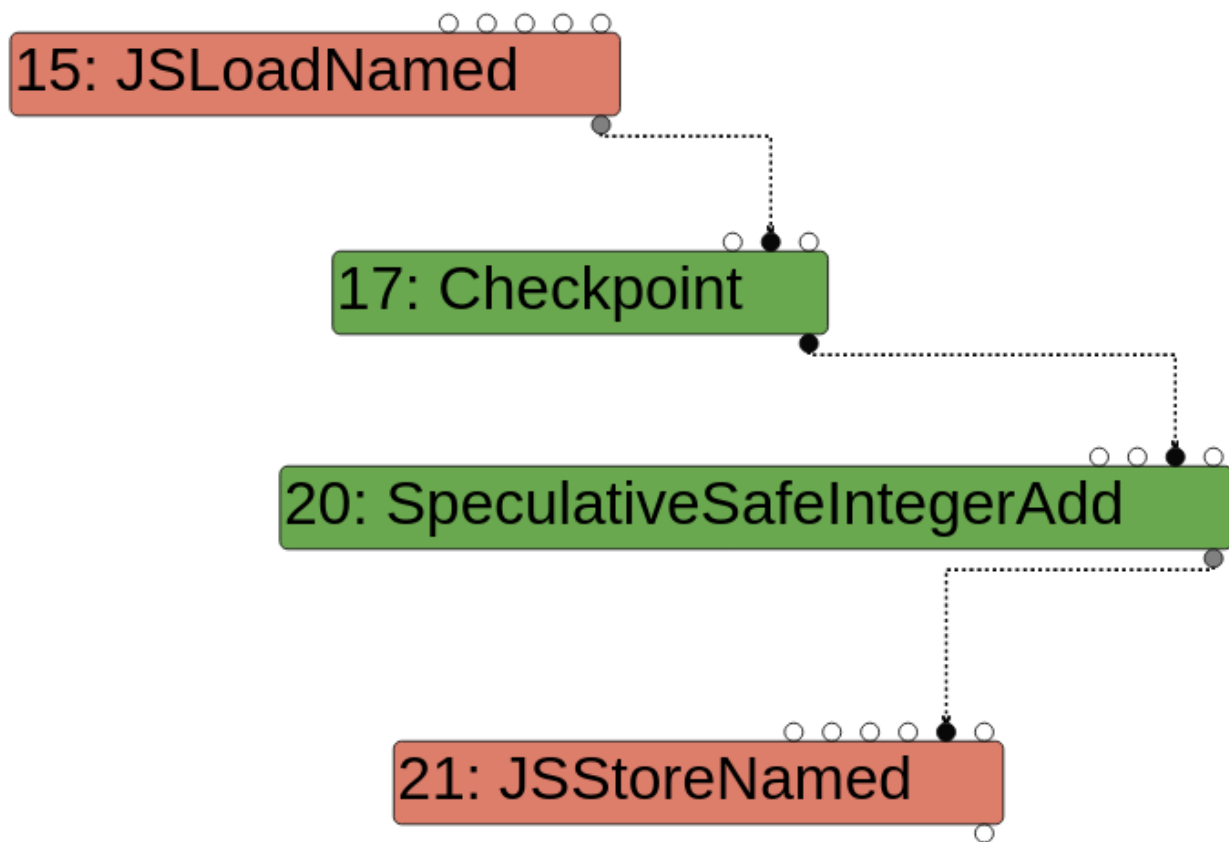 15: JSLoadNamed
17: Checkpoint
20: SpeculativeSafeIntegerAdd
21: JSStoreNamed